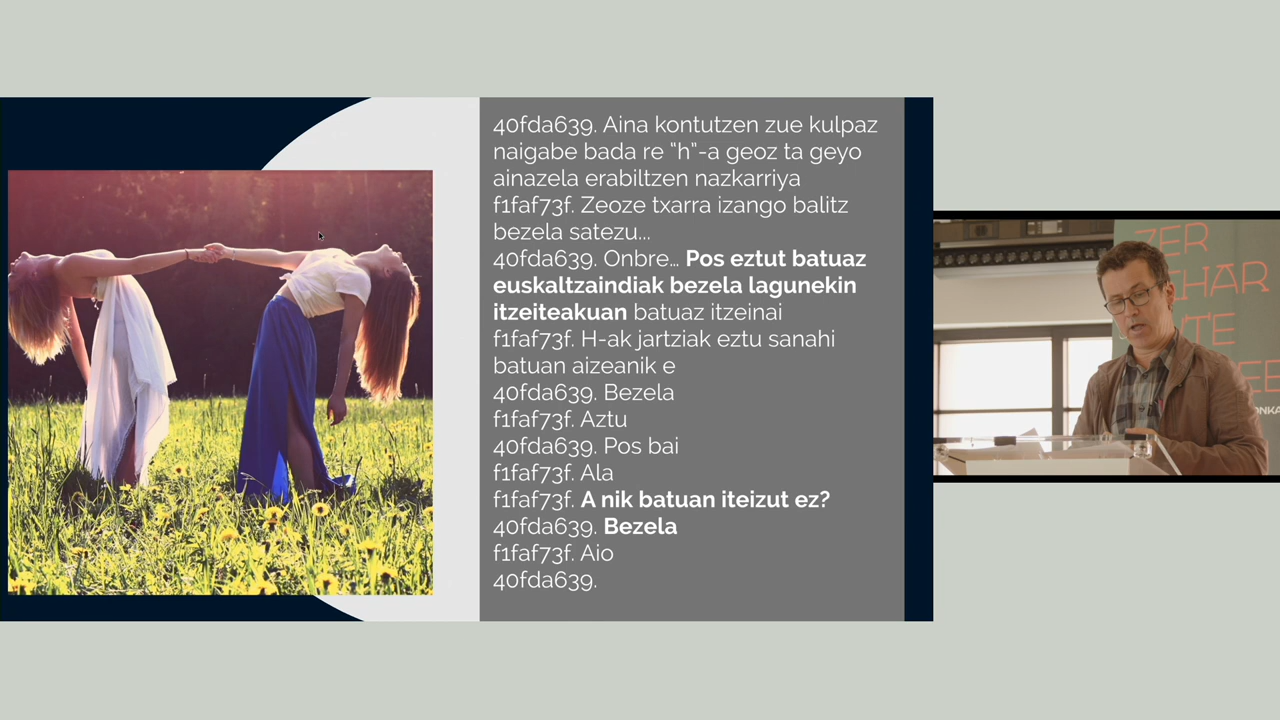 40fda639. Aina kontutzen zue kulpaz
naigabe bada re "h"-a geoz ta geyo
ainazela erabiltzen nazkarriya
f1faf73f. Zeoze txarra izango balitz
bezela satezu...
40fda639. Onbre... Pos eztut batuaz
euskaltzaindiak bezela lagunekin
itzeiteakuan batuaz itzeinai
f1faf73f. H-ak jartziak eztu sanahi
batuan aizeanik e
40fda639. Bezela
f1faf73f. Aztu
40fda639. Pos bai
f1faf73f. Ala
f1faf73f. A nik batuan iteizut ez?
40fda639. Bezela
f1faf73f. Aio
40fda639.
ZER